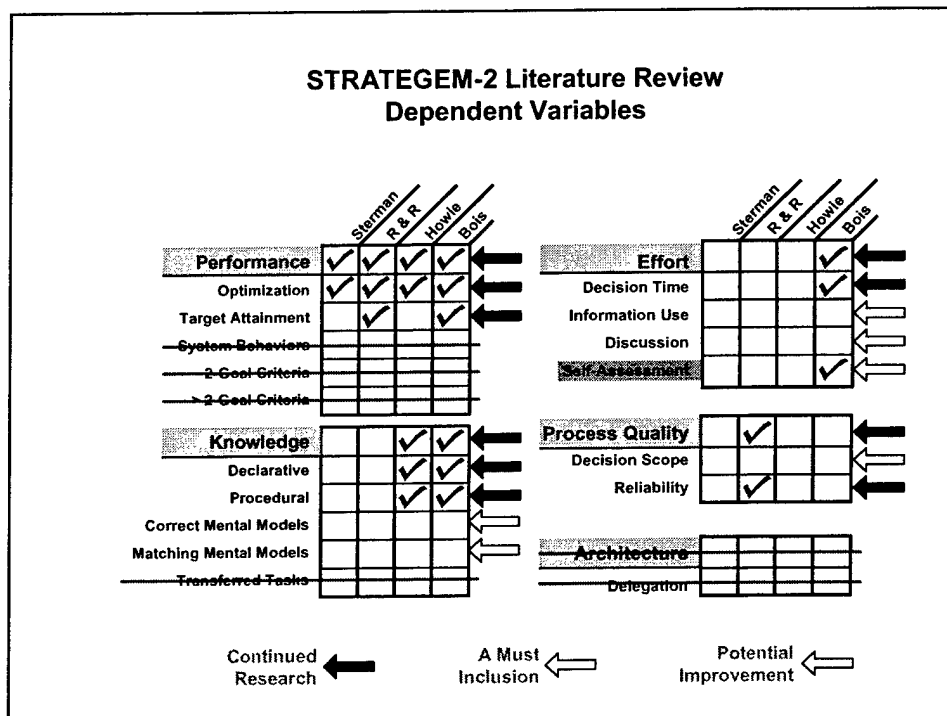 STRATEGEM-2 Literature Review
Dependent Variables
Sterman
R & R
Howie
Bois
Performance
Optimization
Target Attainment
System Behaviors
2 Goal Criteria
> 2 Goal Criteria
Knowledge
Declarative
Procedural
Correct Mental Models
Matching Mental Models
Transferred Tasks
Sterman
R & R
Howie
Bois
Effort
Decision Time
Information Use
Discussion
Self-Assessment
Process Quality
Decision Scope
Reliability
Architecture
Delegation
Continued
Research
A Must
Inclusion
Potential
Improvement